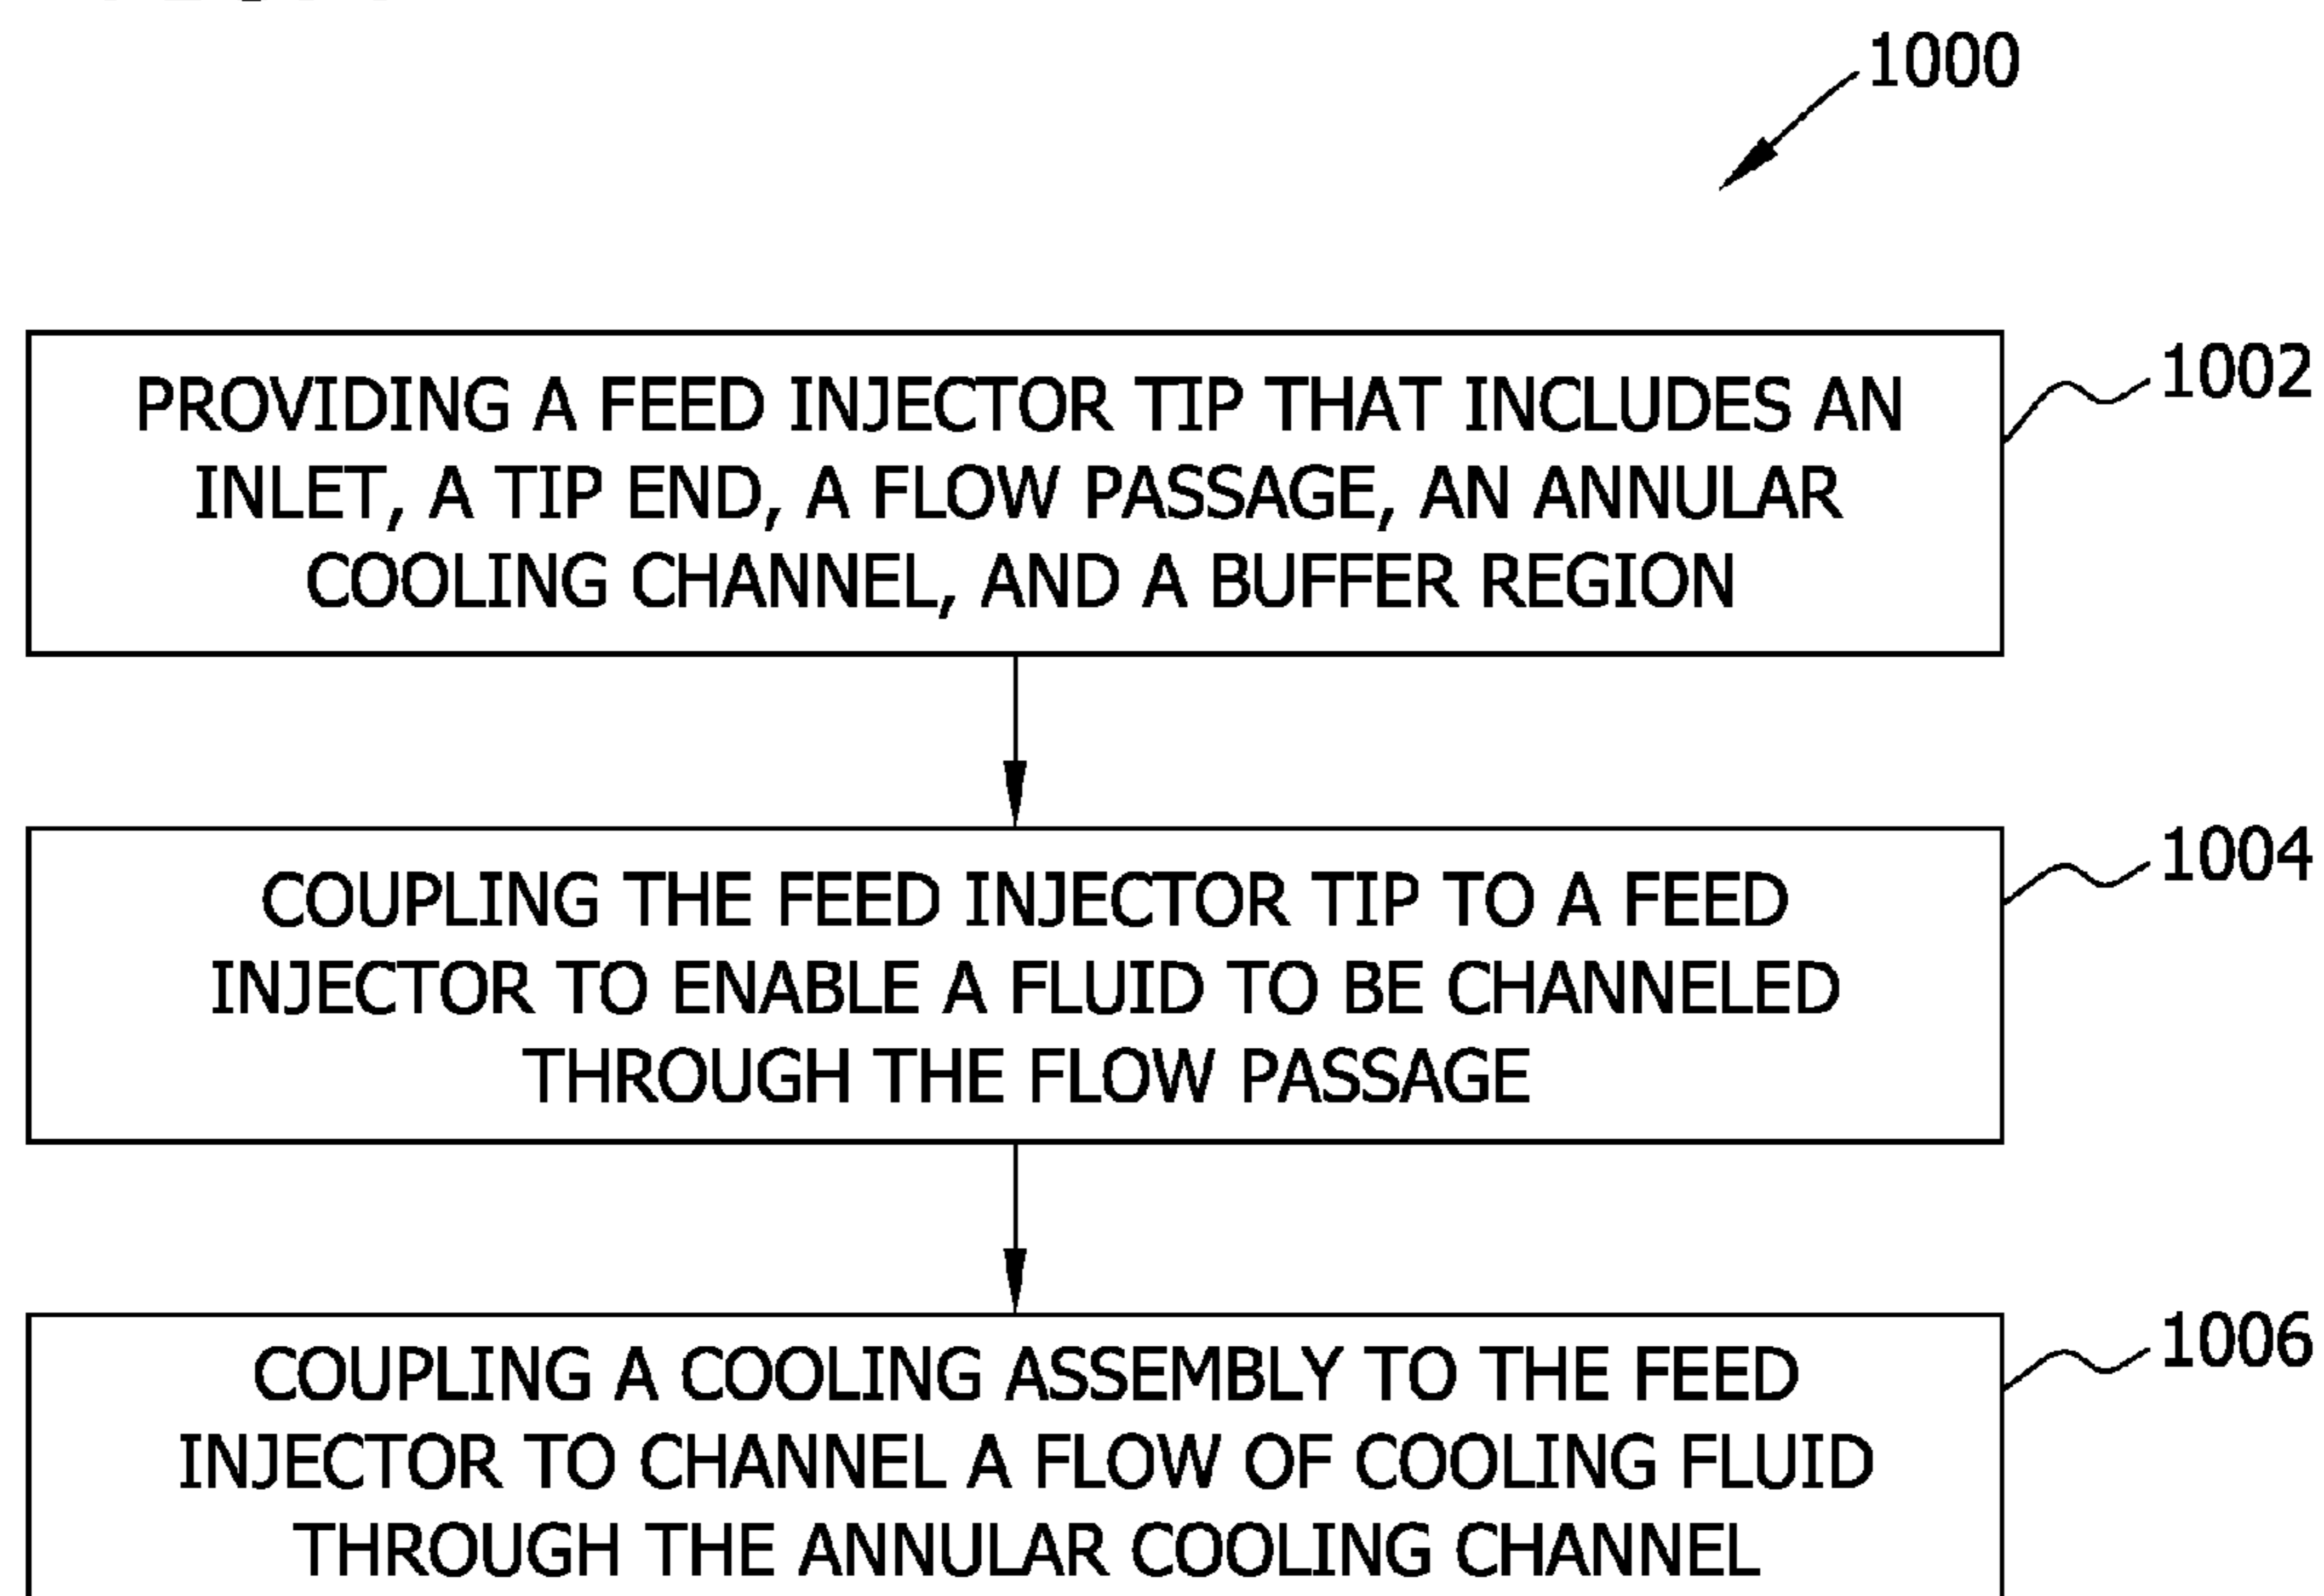 1000
PROVIDING A FEED INJECTOR TIP THAT INCLUDES AN
INLET, A TIP END, A FLOW PASSAGE, AN ANNULAR
COOLING CHANNEL, AND A BUFFER REGION
1002
COUPLING THE FEED INJECTOR TIP TO A FEED
INJECTOR TO ENABLE A FLUID TO BE CHANNELED
THROUGH THE FLOW PASSAGE
1004
COUPLING A COOLING ASSEMBLY TO THE FEED
INJECTOR TO CHANNEL A FLOW OF COOLING FLUID
THROUGH THE ANNULAR COOLING CHANNEL
1006